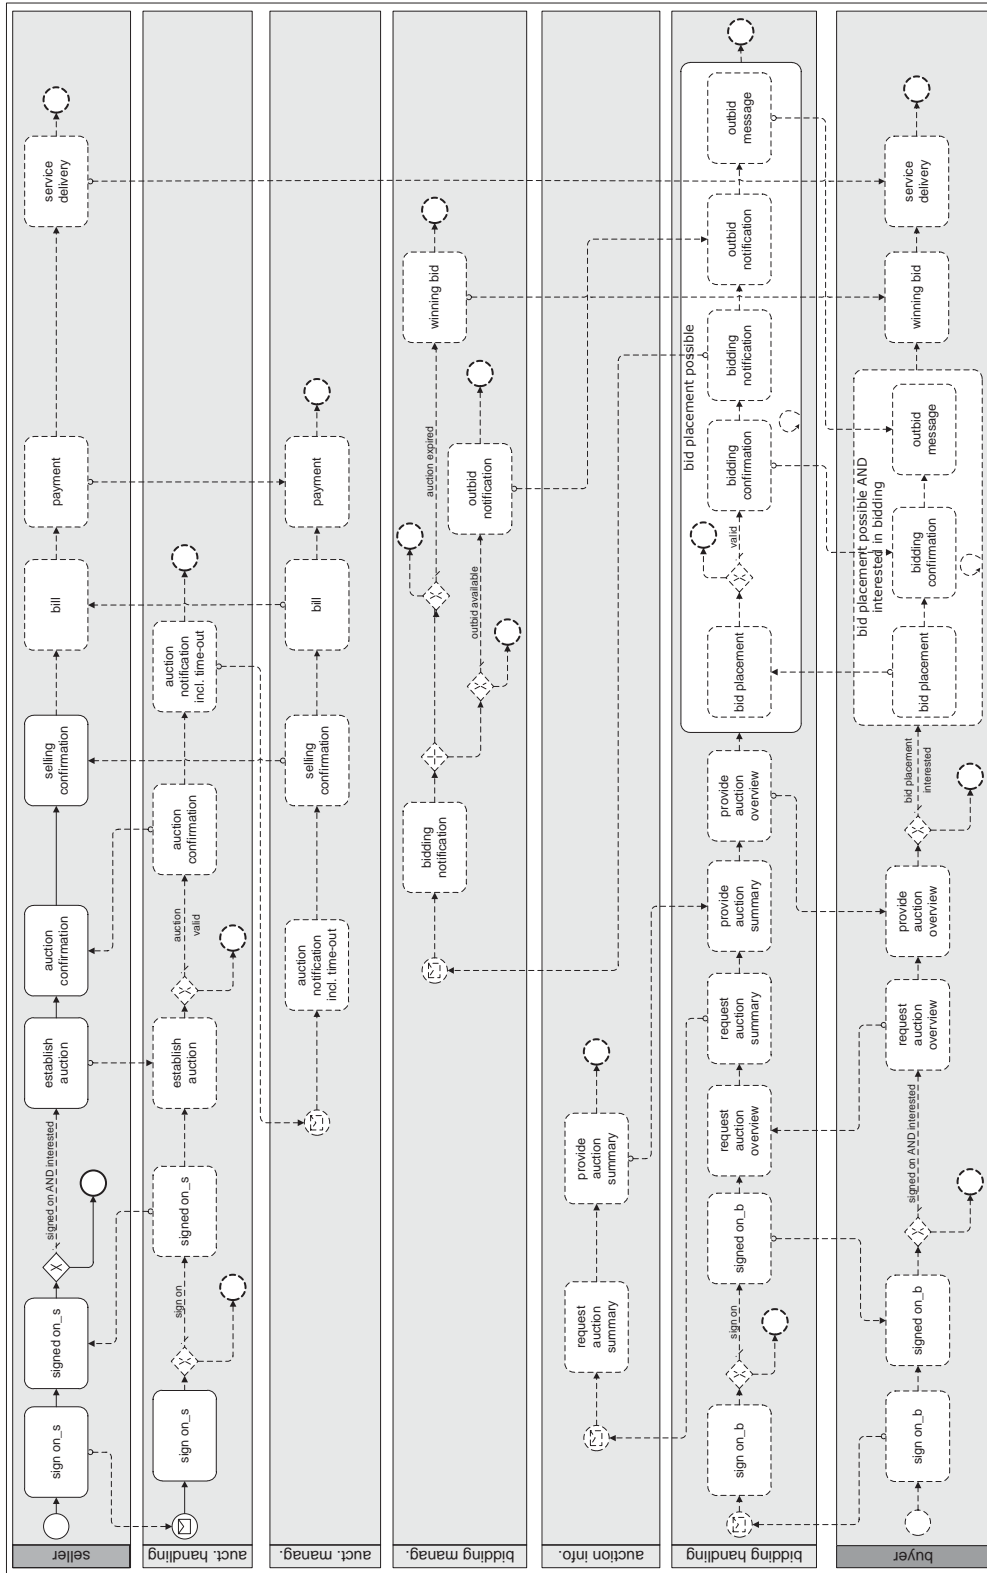 seller
sign on_s
signed on_s
X
signed on AND interested
establish
auction
auction
confirmation
selling
confirmation
bill
payment
service
delivery
auct. handling
sign on_s
X
sign on
signed on_s
establish
auction
X
auction
valid
auction
confirmation
auction
notification
incl. time-out
auct. manag.
auction
notification
incl. time-out
selling
confirmation
bill
payment
bidding manag.
bidding
notification
X
auction expired
winning bid
X
outbid available
outbid
notification
auction info.
request
auction
summary
provide
auction
summary
bidding handling
sign on_b
X
sign on
signed on_b
request
auction
overview
request
auction
summary
provide
auction
summary
provide
auction
overview
bid placement possible
bid placement
X
valid
bidding
confirmation
bidding
notification
outbid
notification
outbid
message
buyer
sign on_b
signed on_b
X
signed on AND interested
request
auction
overview
provide
auction
overview
X
bid placement
interested
bid placement possible AND
interested in bidding
bid placement
bidding
confirmation
outbid
message
winning bid
service
delivery